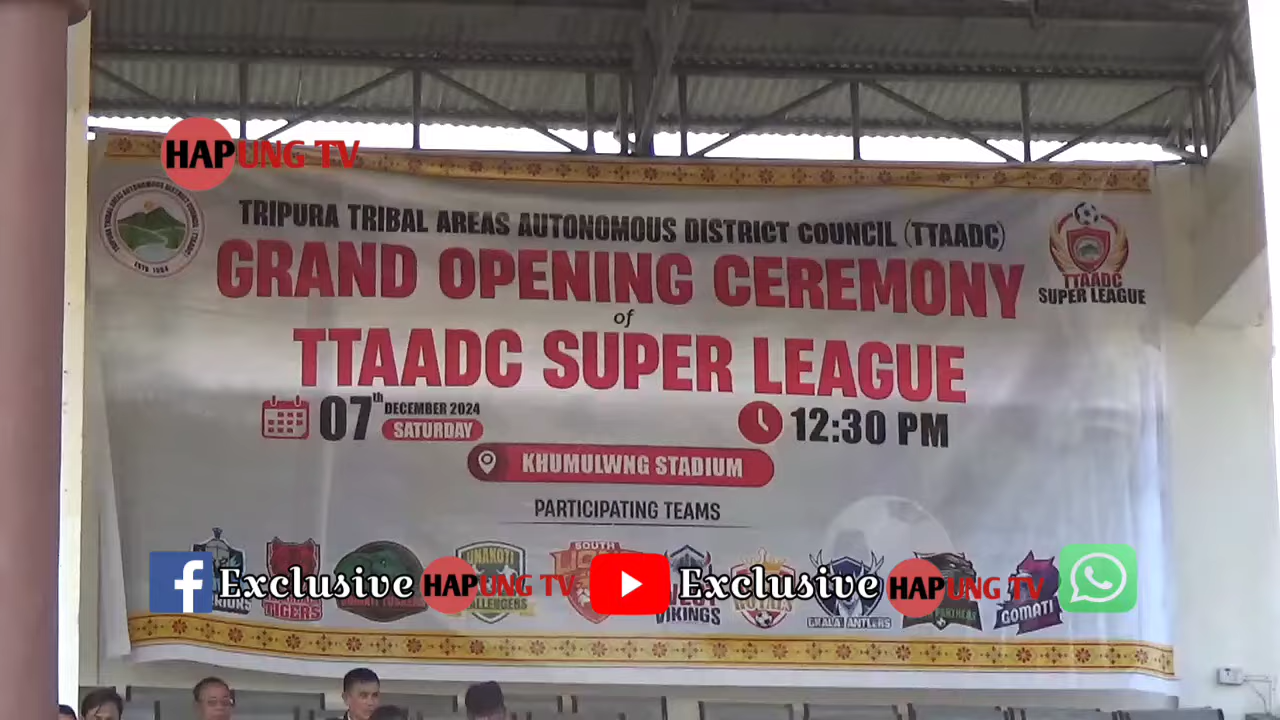 HAPUNG TV
TRIPURA TRIBAL AREAS AUTONOMOUS DISTRICT COUNCIL (TTAADC)
GRAND OPENING CEREMONY
of
TTAADC SUPER LEAGUE
TTAADC
SUPER LEAGUE
07th DECEMBER 2024
SATURDAY
12:30 PM
KHUMULWNG STADIUM
PARTICIPATING TEAMS
f Exclusive HAPUNG TV Exclusive HAPUNG TV
TIGERS
UNAKOTI
SOUTH
VIKINGS
GOMATI